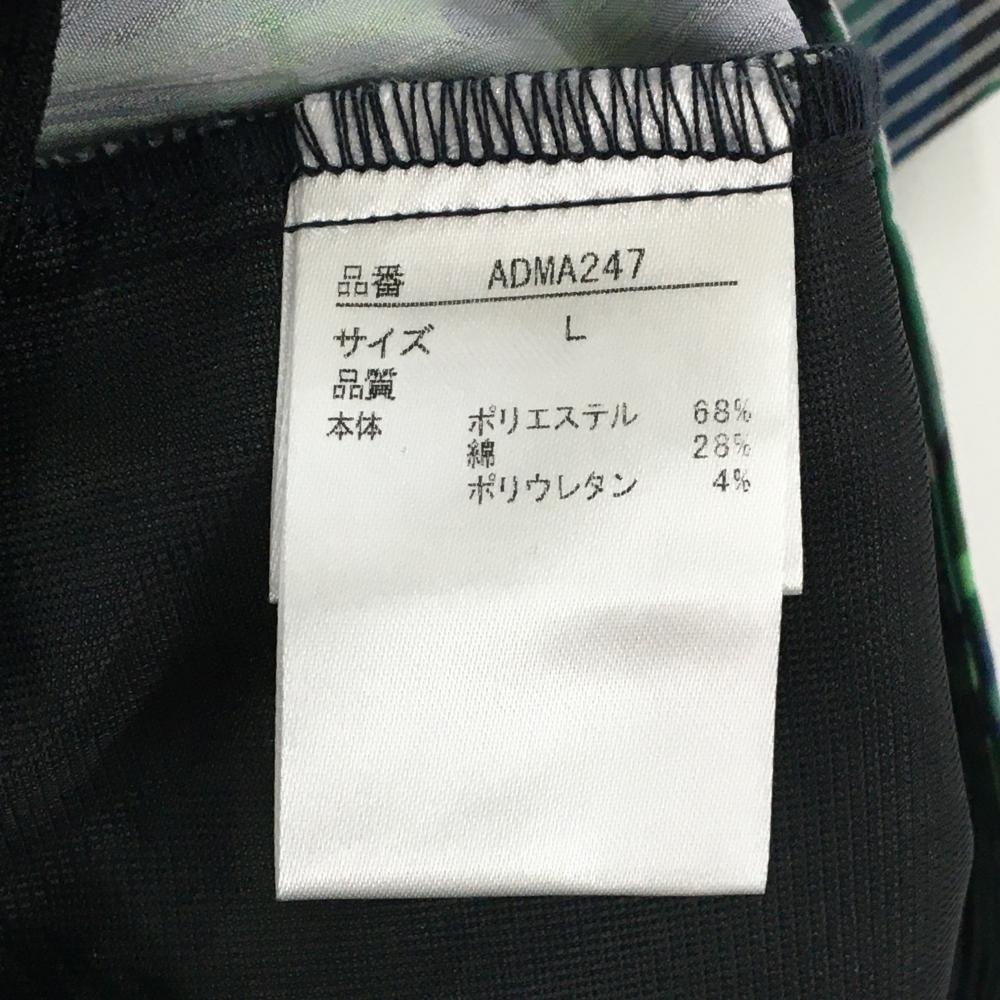 品番 ADMA247
サイズ L
品質
本体 ポリエステル 68%
綿 28%
ポリウレタン 4%